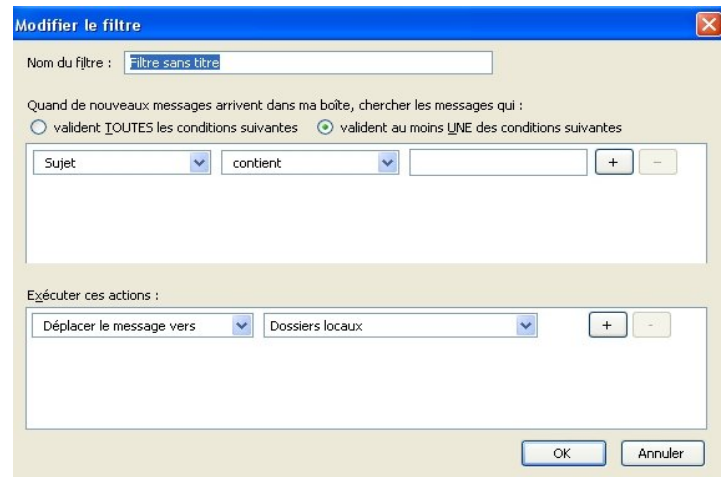 Modifier le filtre
Nom du filtre : Filtre sans titre
Quand de nouveaux messages arrivent dans ma boîte, chercher les messages qui :
valident TOUTES les conditions suivantes valident au moins UNE des conditions suivantes
Sujet contient + -
Exécuter ces actions :
Déplacer le message vers Dossiers locaux + -
OK Annuler